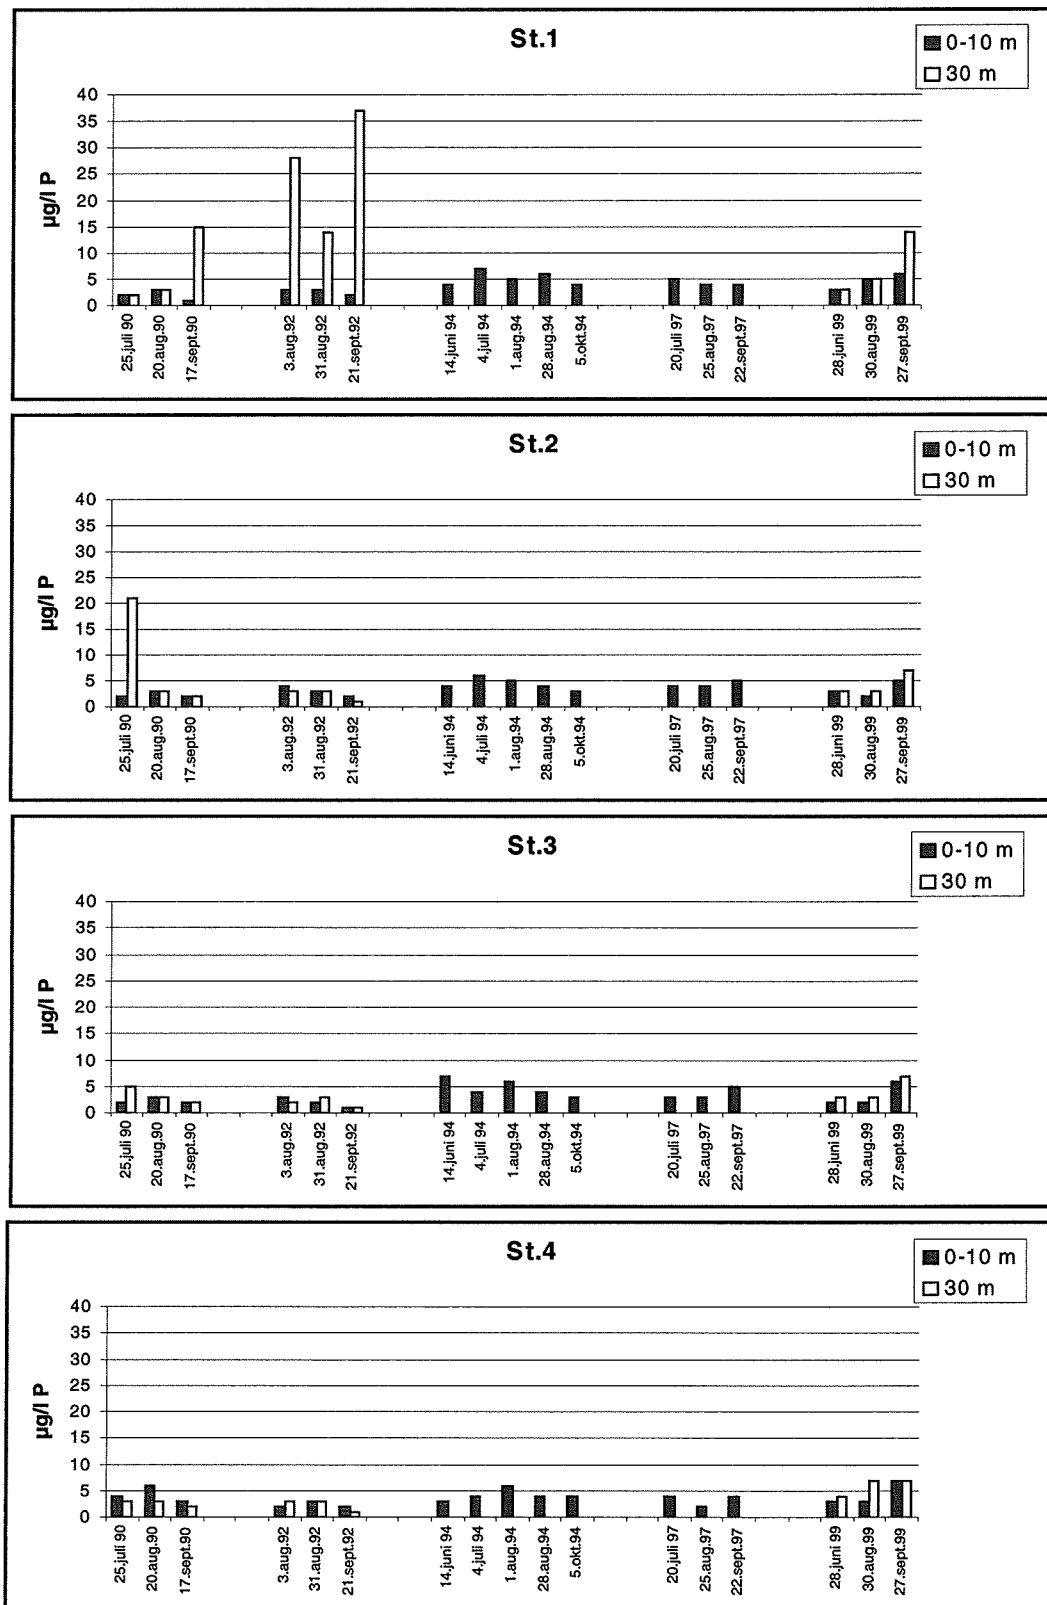 St.1
0-10 m
30 m
µg/l P
40
35
30
25
20
15
10
5
0
25.juli 90
20.aug.90
17.sept.90
3.aug.92
31.aug.92
21.sept.92
14.juni 94
4.juli 94
1.aug.94
28.aug.94
5.okt.94
20.juli 97
25.aug.97
22.sept.97
28.juni 99
30.aug.99
27.sept.99
St.2
0-10 m
30 m
µg/l P
40
35
30
25
20
15
10
5
0
25.juli 90
20.aug.90
17.sept.90
3.aug.92
31.aug.92
21.sept.92
14.juni 94
4.juli 94
1.aug.94
28.aug.94
5.okt.94
20.juli 97
25.aug.97
22.sept.97
28.juni 99
30.aug.99
27.sept.99
St.3
0-10 m
30 m
µg/l P
40
35
30
25
20
15
10
5
0
25.juli 90
20.aug.90
17.sept.90
3.aug.92
31.aug.92
21.sept.92
14.juni 94
4.juli 94
1.aug.94
28.aug.94
5.okt.94
20.juli 97
25.aug.97
22.sept.97
28.juni 99
30.aug.99
27.sept.99
St.4
0-10 m
30 m
µg/l P
40
35
30
25
20
15
10
5
0
25.juli 90
20.aug.90
17.sept.90
3.aug.92
31.aug.92
21.sept.92
14.juni 94
4.juli 94
1.aug.94
28.aug.94
5.okt.94
20.juli 97
25.aug.97
22.sept.97
28.juni 99
30.aug.99
27.sept.99